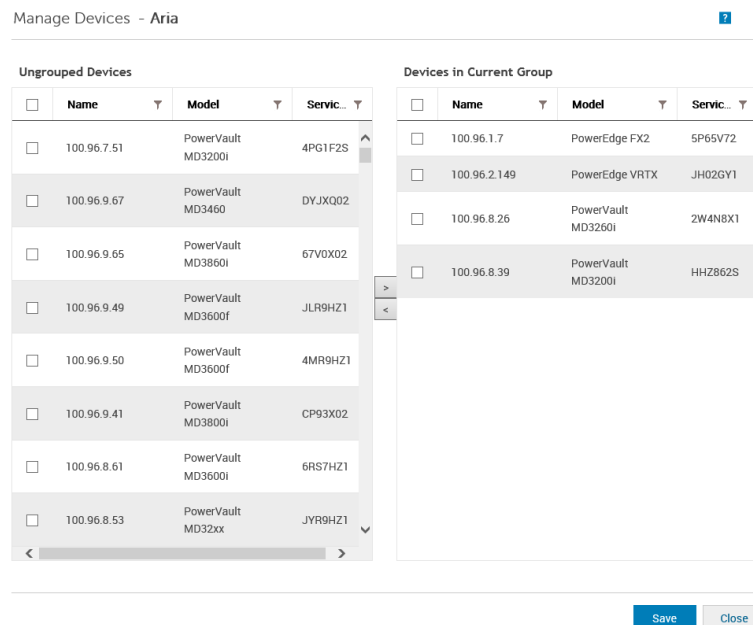 Manage Devices - Aria
?
Ungrouped Devices
Name Model Servic...
100.96.7.51 PowerVault MD3200i 4PG1F2S
100.96.9.67 PowerVault MD3460 DYJXQ02
100.96.9.65 PowerVault MD3860i 67V0X02
100.96.9.49 PowerVault MD3600f JLR9HZ1
100.96.9.50 PowerVault MD3600f 4MR9HZ1
100.96.9.41 PowerVault MD3800i CP93X02
100.96.8.61 PowerVault MD3600i 6RS7HZ1
100.96.8.53 PowerVault MD32xx JYR9HZ1
>
<
Devices in Current Group
Name Model Servic...
100.96.1.7 PowerEdge FX2 5P65V72
100.96.2.149 PowerEdge VRTX JH02GY1
100.96.8.26 PowerVault MD3260i 2W4N8X1
100.96.8.39 PowerVault MD3200i HHZ862S
Save Close